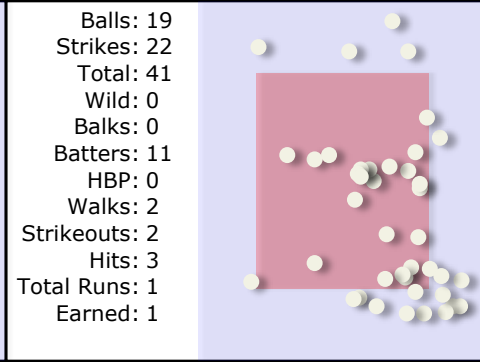 Balls: 19
Strikes: 22
Total: 41
Wild: 0
Balks: 0
Batters: 11
HBP: 0
Walks: 2
Strikeouts: 2
Hits: 3
Total Runs: 1
Earned: 1